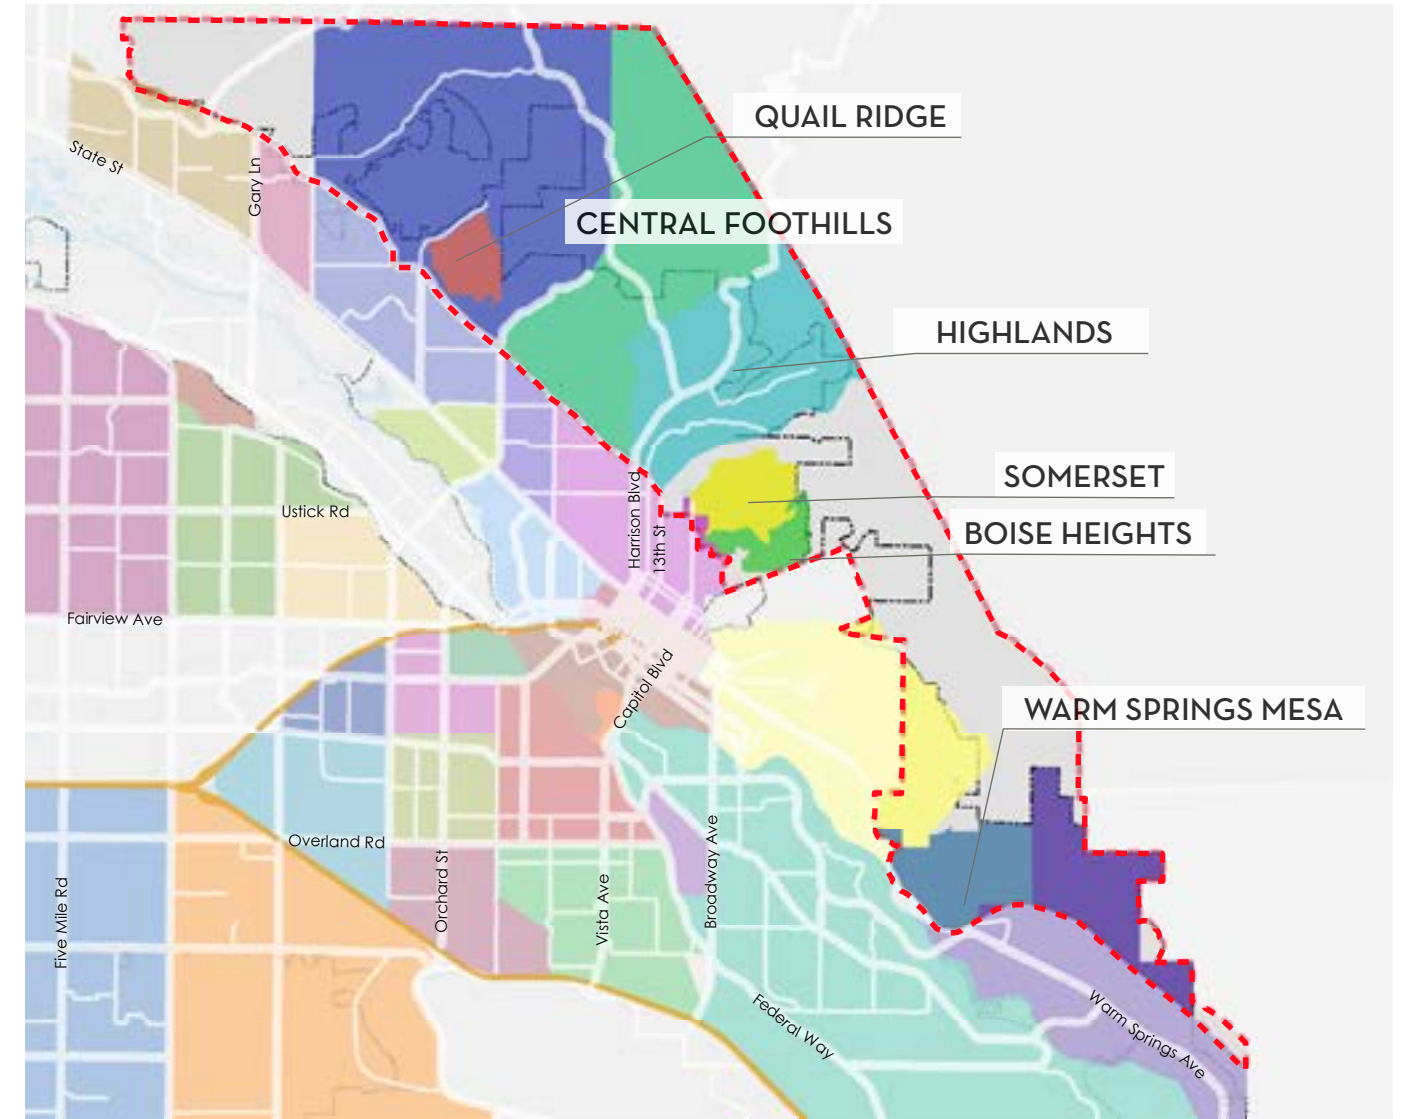 QUAIL RIDGE
State St
Gary Ln
CENTRAL FOOTHILLS
HIGHLANDS
SOMERSET
Ustick Rd
Harrison Blvd
13th St
BOISE HEIGHTS
Fairview Ave
Capitol Blvd
WARM SPRINGS MESA
Overland Rd
Five Mile Rd
Orchard St
Vista Ave
Broadway Ave
Federal Way
Warm Springs Ave